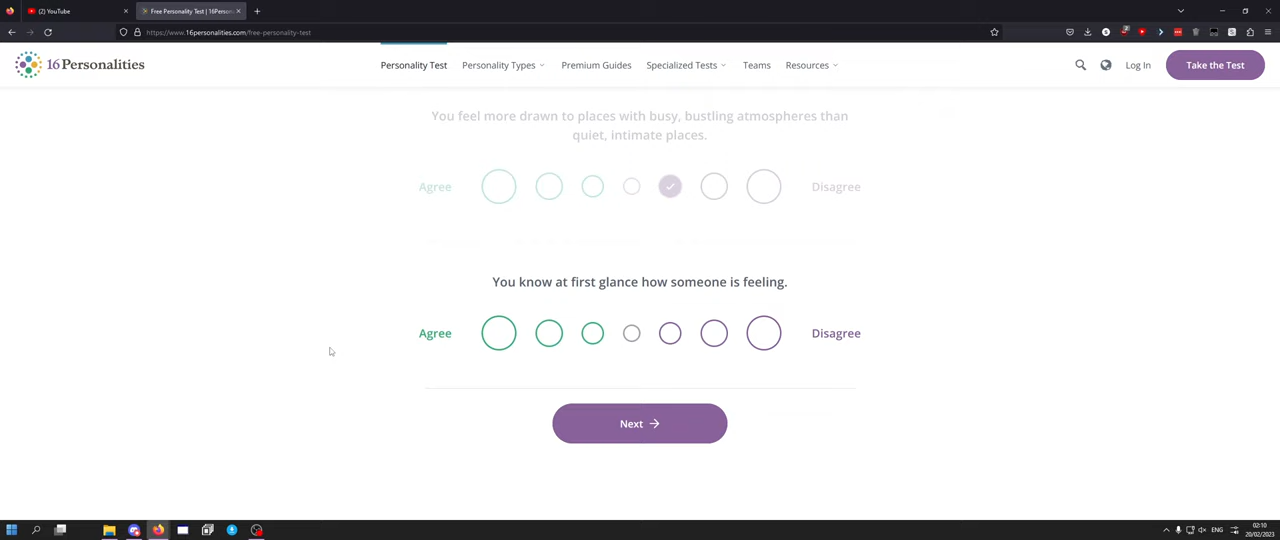 (2) YouTube
Free Personality Test | 16Person
https://www.16personalities.com/free-personality-test
16Personalities
Personality Test
Personality Types
Premium Guides
Specialized Tests
Teams
Resources
Log In
Take the Test
You feel more drawn to places with busy, bustling atmospheres than
quiet, intimate places.
Agree
Disagree
You know at first glance how someone is feeling.
Agree
Disagree
Next
ENG
02:10
20/02/2023